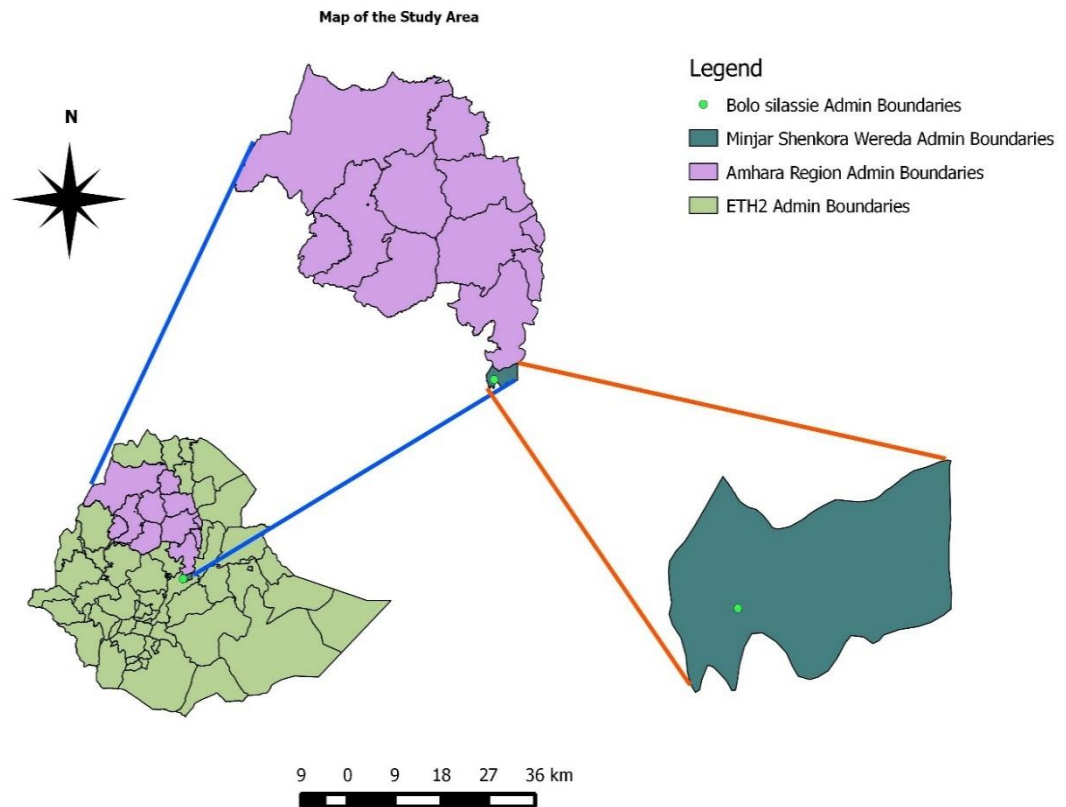 Map of the Study Area
N
Legend
Bolo silassie Admin Boundaries
Minjar Shenkora Wereda Admin Boundaries
Amhara Region Admin Boundaries
ETH2 Admin Boundaries
9 0 9 18 27 36 km